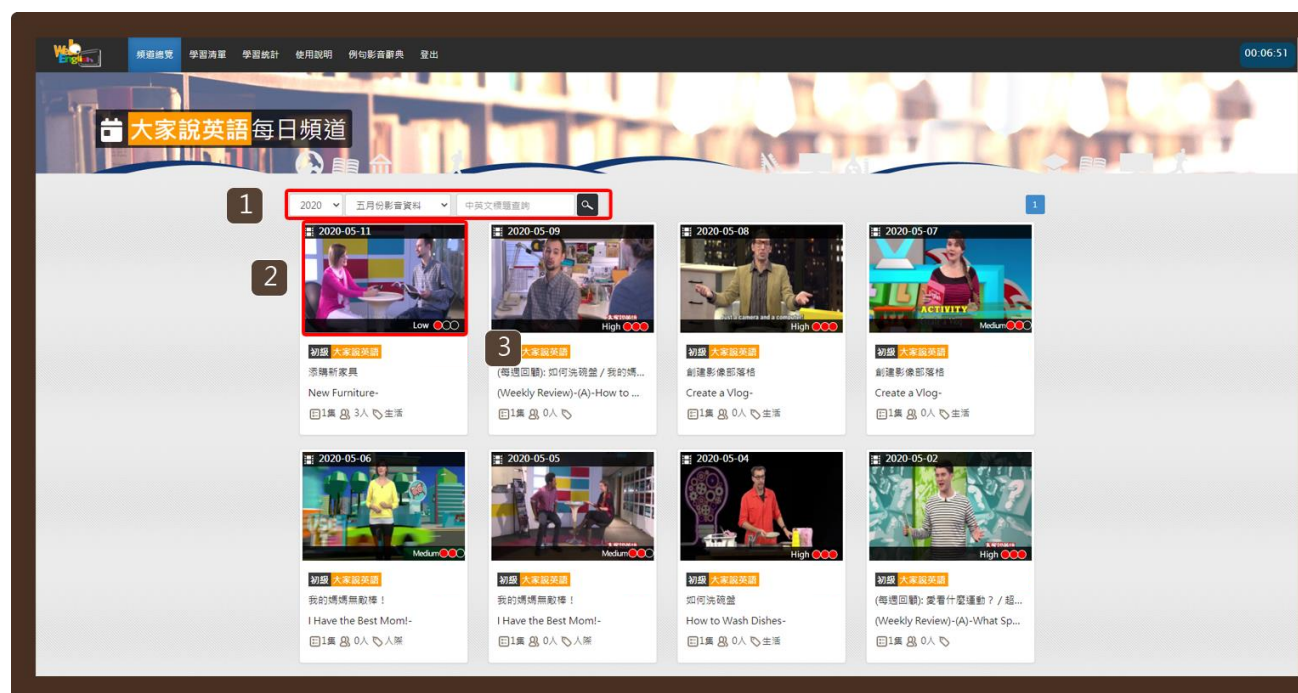 Web English
頻道總覽 學習清單 學習統計 使用說明 例句影音辭典 登出
00:06:51
大家說英語每日頻道
1
2020 五月份影音資料 中英文標題查詢
1
2
3
2020-05-11
Low
初級 大家說英語
添購新家具
New Furniture-
1集 3人 生活
2020-05-09
High
大家說英語
(每週回顧): 如何洗碗盤 / 我的媽...
(Weekly Review)-(A)-How to ...
1集 0人
2020-05-08
Just a camera and a computer!
High
初級 大家說英語
創建影像部落格
Create a Vlog-
1集 0人 生活
2020-05-07
ACTIVITY
Medium
初級 大家說英語
創建影像部落格
Create a Vlog-
1集 0人 生活
2020-05-06
Medium
初級 大家說英語
我的媽媽無敵棒！
I Have the Best Mom!-
1集 0人 人際
2020-05-05
Medium
初級 大家說英語
我的媽媽無敵棒！
I Have the Best Mom!-
1集 0人 人際
2020-05-04
High
初級 大家說英語
如何洗碗盤
How to Wash Dishes-
1集 0人 生活
2020-05-02
High
初級 大家說英語
(每週回顧): 愛看什麼運動？ / 超...
(Weekly Review)-(A)-What Sp...
1集 0人